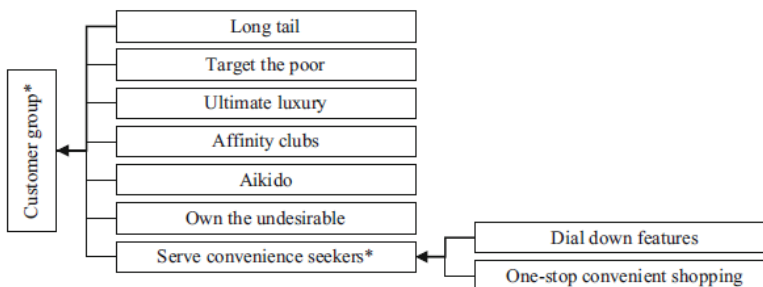 Customer group*
Long tail
Target the poor
Ultimate luxury
Affinity clubs
Aikido
Own the undesirable
Serve convenience seekers*
Dial down features
One-stop convenient shopping